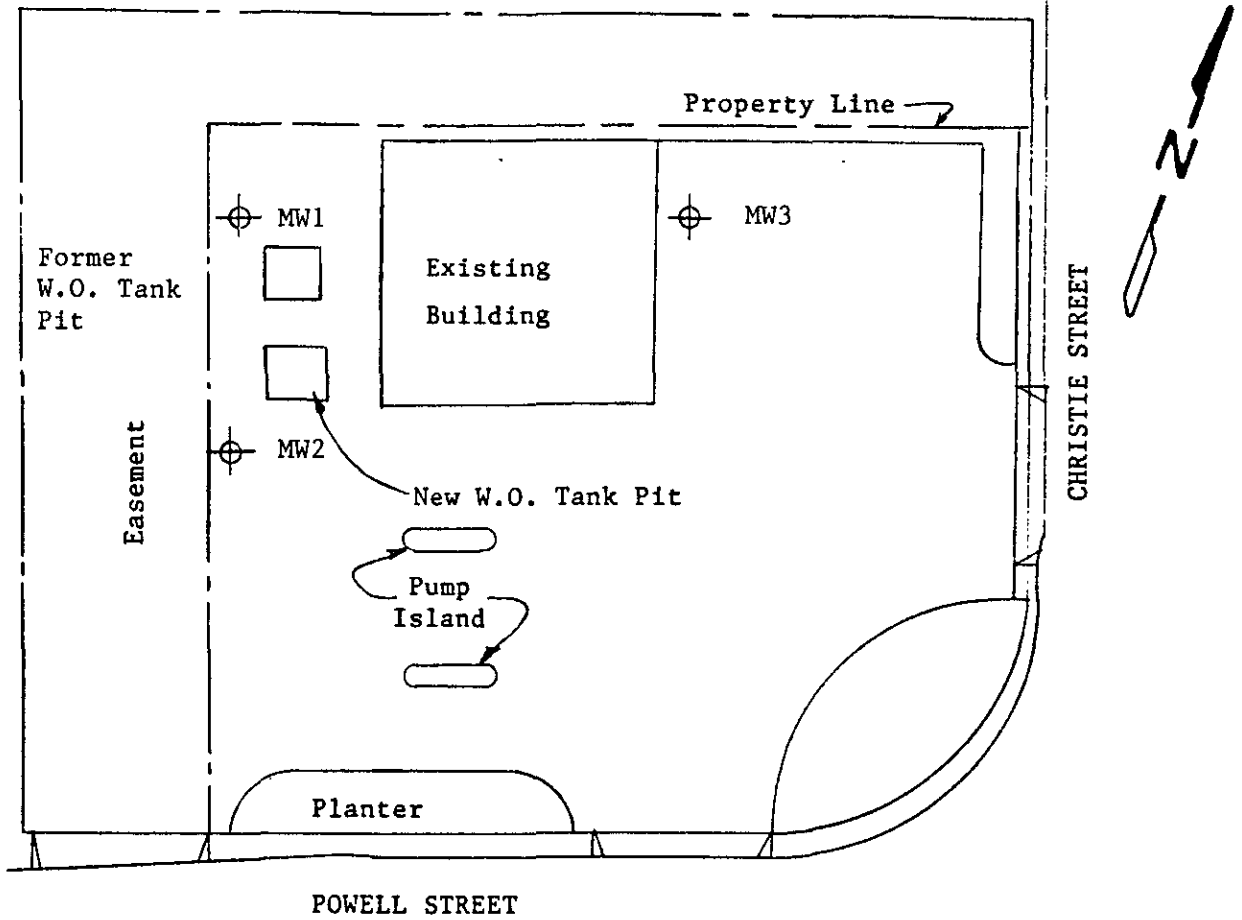 Property Line
N
MW1
MW3
Former
W.O. Tank
Pit
Existing
Building
CHRISTIE STREET
Easement
MW2
New W.O. Tank Pit
Pump
Island
Planter
POWELL STREET